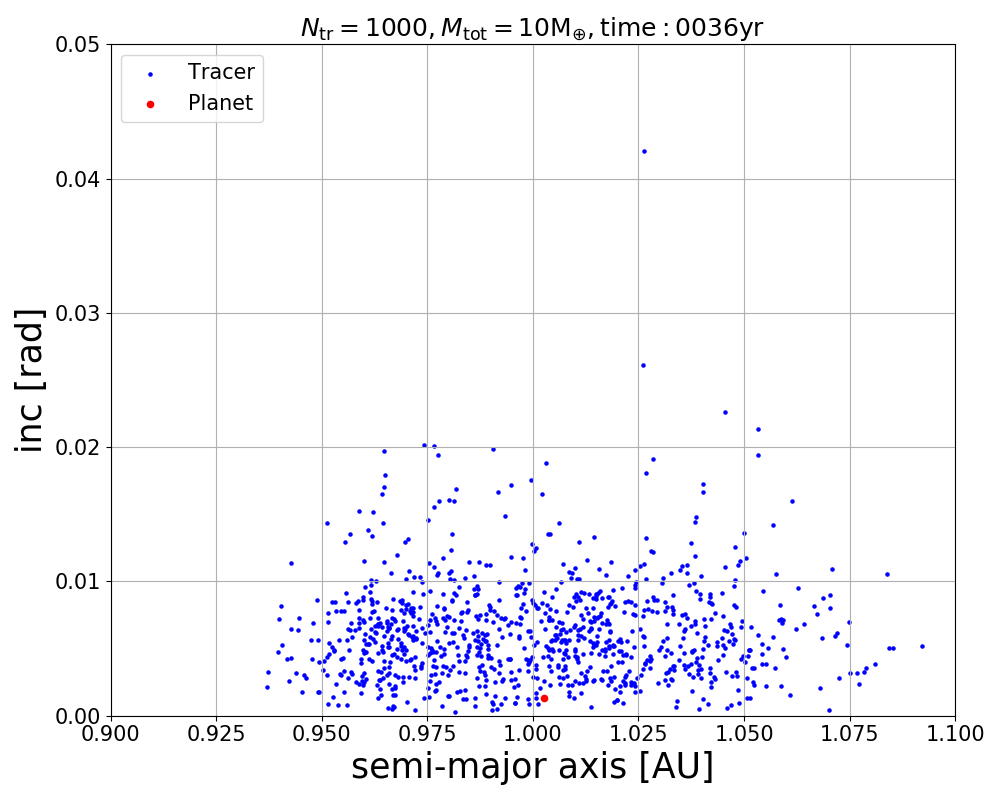 N_tr = 1000, M_tot = 10M_⊕, time : 0036yr
Tracer
Planet
inc [rad]
0.05
0.04
0.03
0.02
0.01
0.00
0.900 0.925 0.950 0.975 1.000 1.025 1.050 1.075 1.100
semi-major axis [AU]